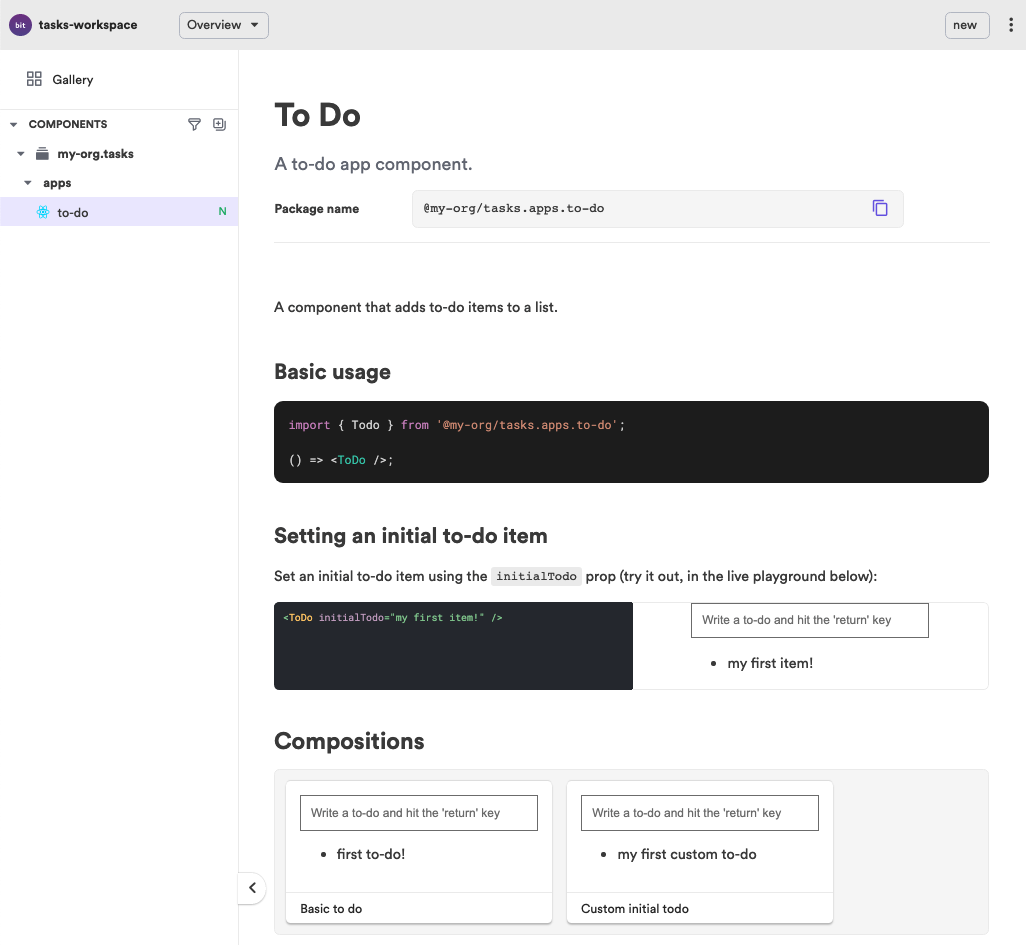 bit tasks-workspace Overview new
Gallery
COMPONENTS
my-org.tasks
apps
to-do N
To Do
A to-do app component.
Package name @my-org/tasks.apps.to-do
A component that adds to-do items to a list.
Basic usage
import { Todo } from '@my-org/tasks.apps.to-do';
() => <ToDo />;
Setting an initial to-do item
Set an initial to-do item using the initialTodo prop (try it out, in the live playground below):
<ToDo initialTodo="my first item!" />
Write a to-do and hit the 'return' key
• my first item!
Compositions
Write a to-do and hit the 'return' key
• first to-do!
Basic to do
Write a to-do and hit the 'return' key
• my first custom to-do
Custom initial todo